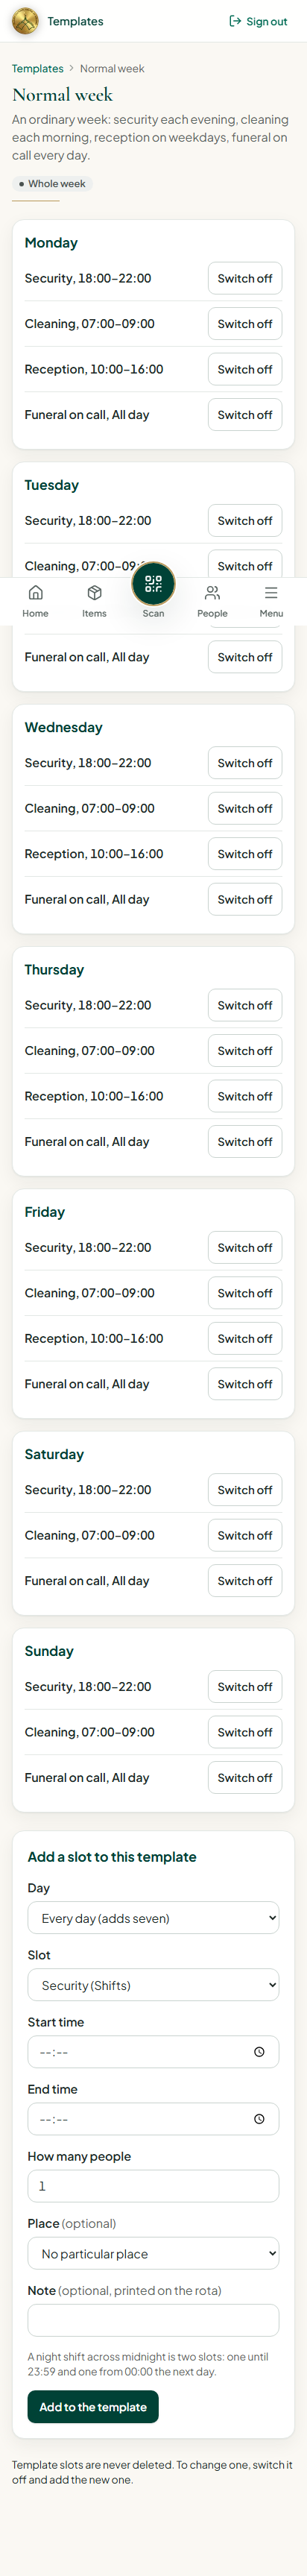 Templates
Sign out
Templates > Normal week
Normal week
An ordinary week: security each evening, cleaning
each morning, reception on weekdays, funeral on
call every day.
Whole week
Monday
Security, 18:00–22:00 Switch off
Cleaning, 07:00–09:00 Switch off
Reception, 10:00–16:00 Switch off
Funeral on call, All day Switch off
Tuesday
Security, 18:00–22:00 Switch off
Cleaning, 07:00–09:00 Switch off
Home Items Scan People Menu
Funeral on call, All day Switch off
Wednesday
Security, 18:00–22:00 Switch off
Cleaning, 07:00–09:00 Switch off
Reception, 10:00–16:00 Switch off
Funeral on call, All day Switch off
Thursday
Security, 18:00–22:00 Switch off
Cleaning, 07:00–09:00 Switch off
Reception, 10:00–16:00 Switch off
Funeral on call, All day Switch off
Friday
Security, 18:00–22:00 Switch off
Cleaning, 07:00–09:00 Switch off
Reception, 10:00–16:00 Switch off
Funeral on call, All day Switch off
Saturday
Security, 18:00–22:00 Switch off
Cleaning, 07:00–09:00 Switch off
Funeral on call, All day Switch off
Sunday
Security, 18:00–22:00 Switch off
Cleaning, 07:00–09:00 Switch off
Funeral on call, All day Switch off
Add a slot to this template
Day
Every day (adds seven)
Slot
Security (Shifts)
Start time
--:--
End time
--:--
How many people
1
Place (optional)
No particular place
Note (optional, printed on the rota)
A night shift across midnight is two slots: one until
23:59 and one from 00:00 the next day.
Add to the template
Template slots are never deleted. To change one, switch it
off and add the new one.